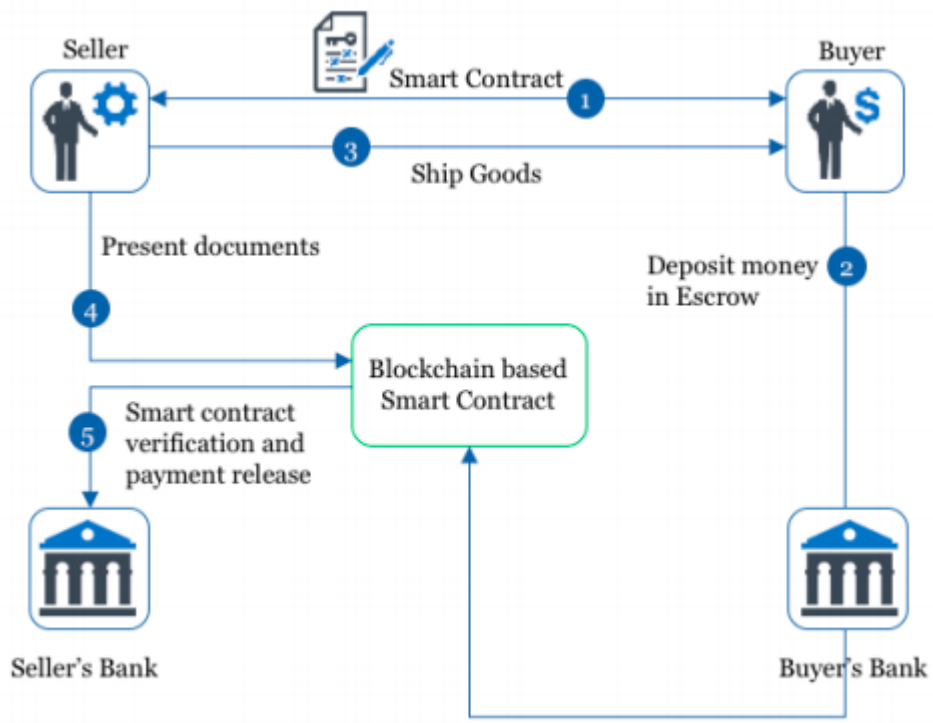 Seller
Buyer
Smart Contract
1
3
Ship Goods
Present documents
Deposit money
in Escrow
2
4
Blockchain based
Smart Contract
Smart contract
verification and
payment release
5
Seller's Bank
Buyer's Bank
$